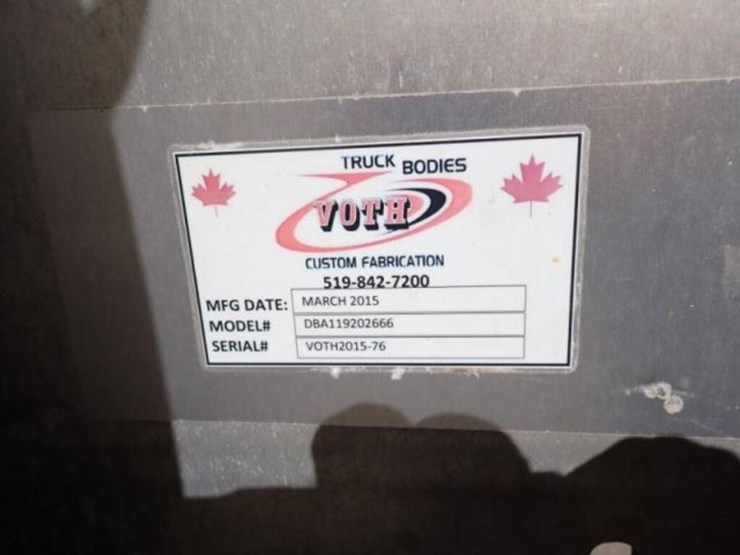 TRUCK BODIES
VOTH
CUSTOM FABRICATION
519-842-7200
MFG DATE: MARCH 2015
MODEL# DBA119202666
SERIAL# VOTH2015-76